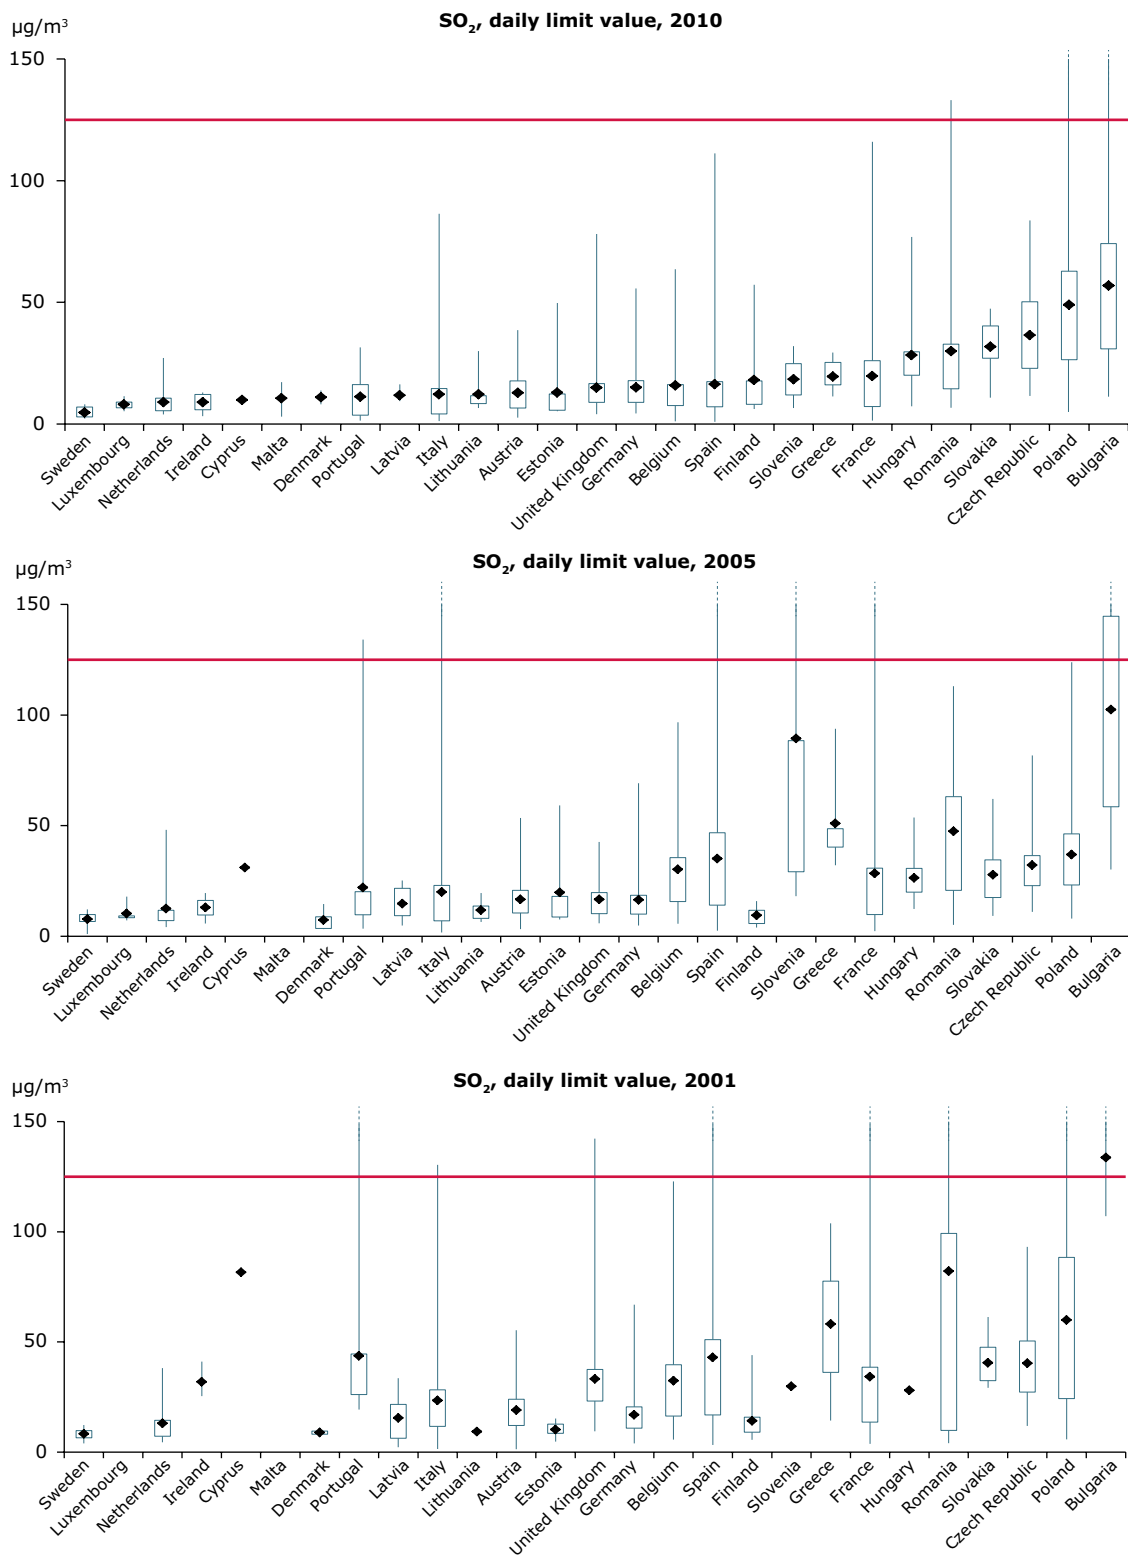 SO₂, daily limit value, 2010
µg/m³
150
100
50
0
Sweden
Luxembourg
Netherlands
Ireland
Cyprus
Malta
Denmark
Portugal
Latvia
Italy
Lithuania
Austria
Estonia
United Kingdom
Germany
Belgium
Spain
Finland
Slovenia
Greece
France
Hungary
Romania
Slovakia
Czech Republic
Poland
Bulgaria
SO₂, daily limit value, 2005
µg/m³
150
100
50
0
Sweden
Luxembourg
Netherlands
Ireland
Cyprus
Malta
Denmark
Portugal
Latvia
Italy
Lithuania
Austria
Estonia
United Kingdom
Germany
Belgium
Spain
Finland
Slovenia
Greece
France
Hungary
Romania
Slovakia
Czech Republic
Poland
Bulgaria
SO₂, daily limit value, 2001
µg/m³
150
100
50
0
Sweden
Luxembourg
Netherlands
Ireland
Cyprus
Malta
Denmark
Portugal
Latvia
Italy
Lithuania
Austria
Estonia
United Kingdom
Germany
Belgium
Spain
Finland
Slovenia
Greece
France
Hungary
Romania
Slovakia
Czech Republic
Poland
Bulgaria